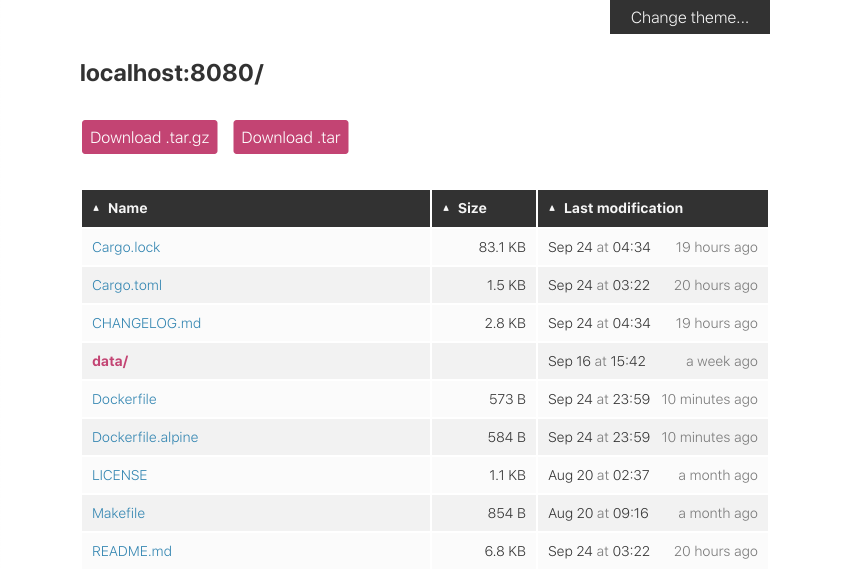 Change theme...
localhost:8080/
Download .tar.gz Download .tar
▲ Name ▲ Size ▲ Last modification
Cargo.lock 83.1 KB Sep 24 at 04:34 19 hours ago
Cargo.toml 1.5 KB Sep 24 at 03:22 20 hours ago
CHANGELOG.md 2.8 KB Sep 24 at 04:34 19 hours ago
data/ Sep 16 at 15:42 a week ago
Dockerfile 573 B Sep 24 at 23:59 10 minutes ago
Dockerfile.alpine 584 B Sep 24 at 23:59 10 minutes ago
LICENSE 1.1 KB Aug 20 at 02:37 a month ago
Makefile 854 B Aug 20 at 09:16 a month ago
README.md 6.8 KB Sep 24 at 03:22 20 hours ago